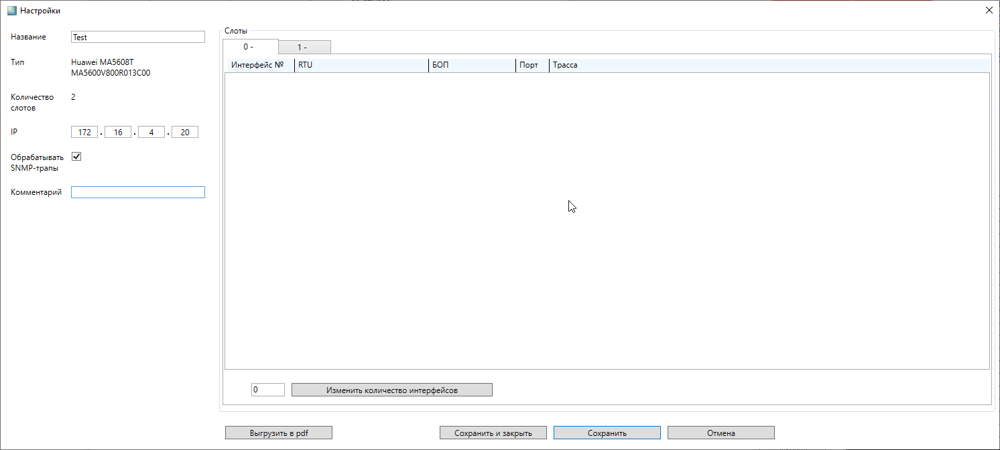 Настройки
Название
Test
Тип
Huawei MA5608T
MA5600V800R013C00
Количество
слотов
2
IP
172 . 16 . 4 . 20
Обрабатывать
SNMP-трапы
Комментарий
Слоты
0 -
1 -
Интерфейс № RTU БОП Порт Трасса
0
Изменить количество интерфейсов
Выгрузить в pdf
Сохранить и закрыть
Сохранить
Отмена